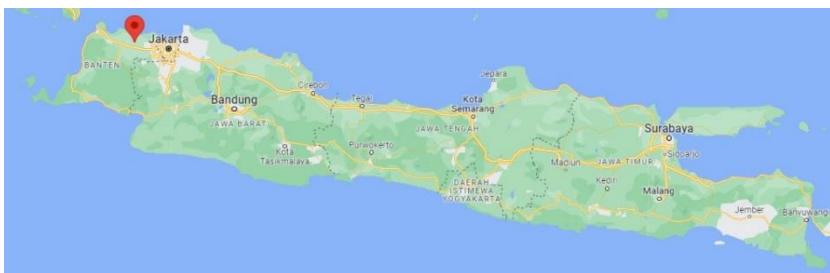 Jakarta
BANTEN
Cirebon
Tegal
Jepara
Bandung
Kota
Semarang
JAWA BARAT
Surabaya
JAWA TENGAH
Kota
Tasikmalaya
Purwokerto
Sidoarjo
Madiun
JAWA TIMUR
DAERAH
ISTIMEWA
YOGYAKARTA
Kediri
Malang
Jember
Banyuwangi